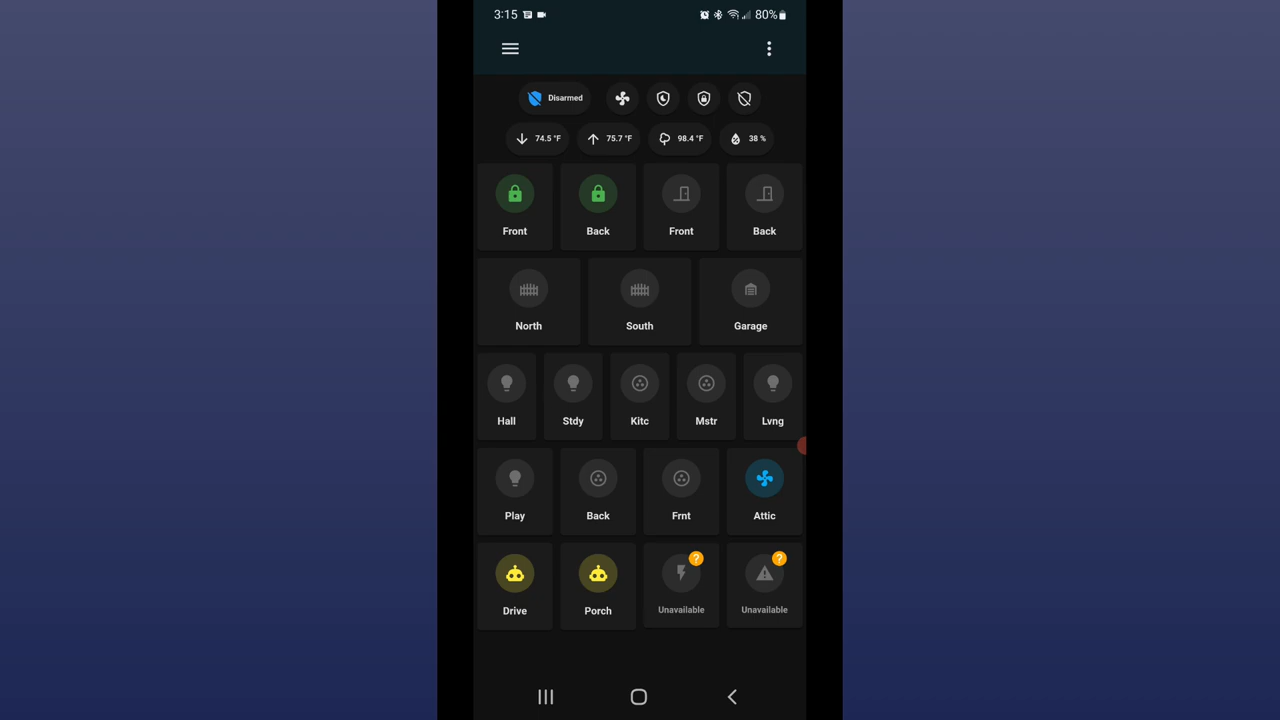 3:15 80%
Disarmed
74.5 °F 75.7 °F 98.4 °F 38 %
Front Back Front Back
North South Garage
Hall Stdy Kitc Mstr Lvng
Play Back Frnt Attic
? ?
Drive Porch Unavailable Unavailable